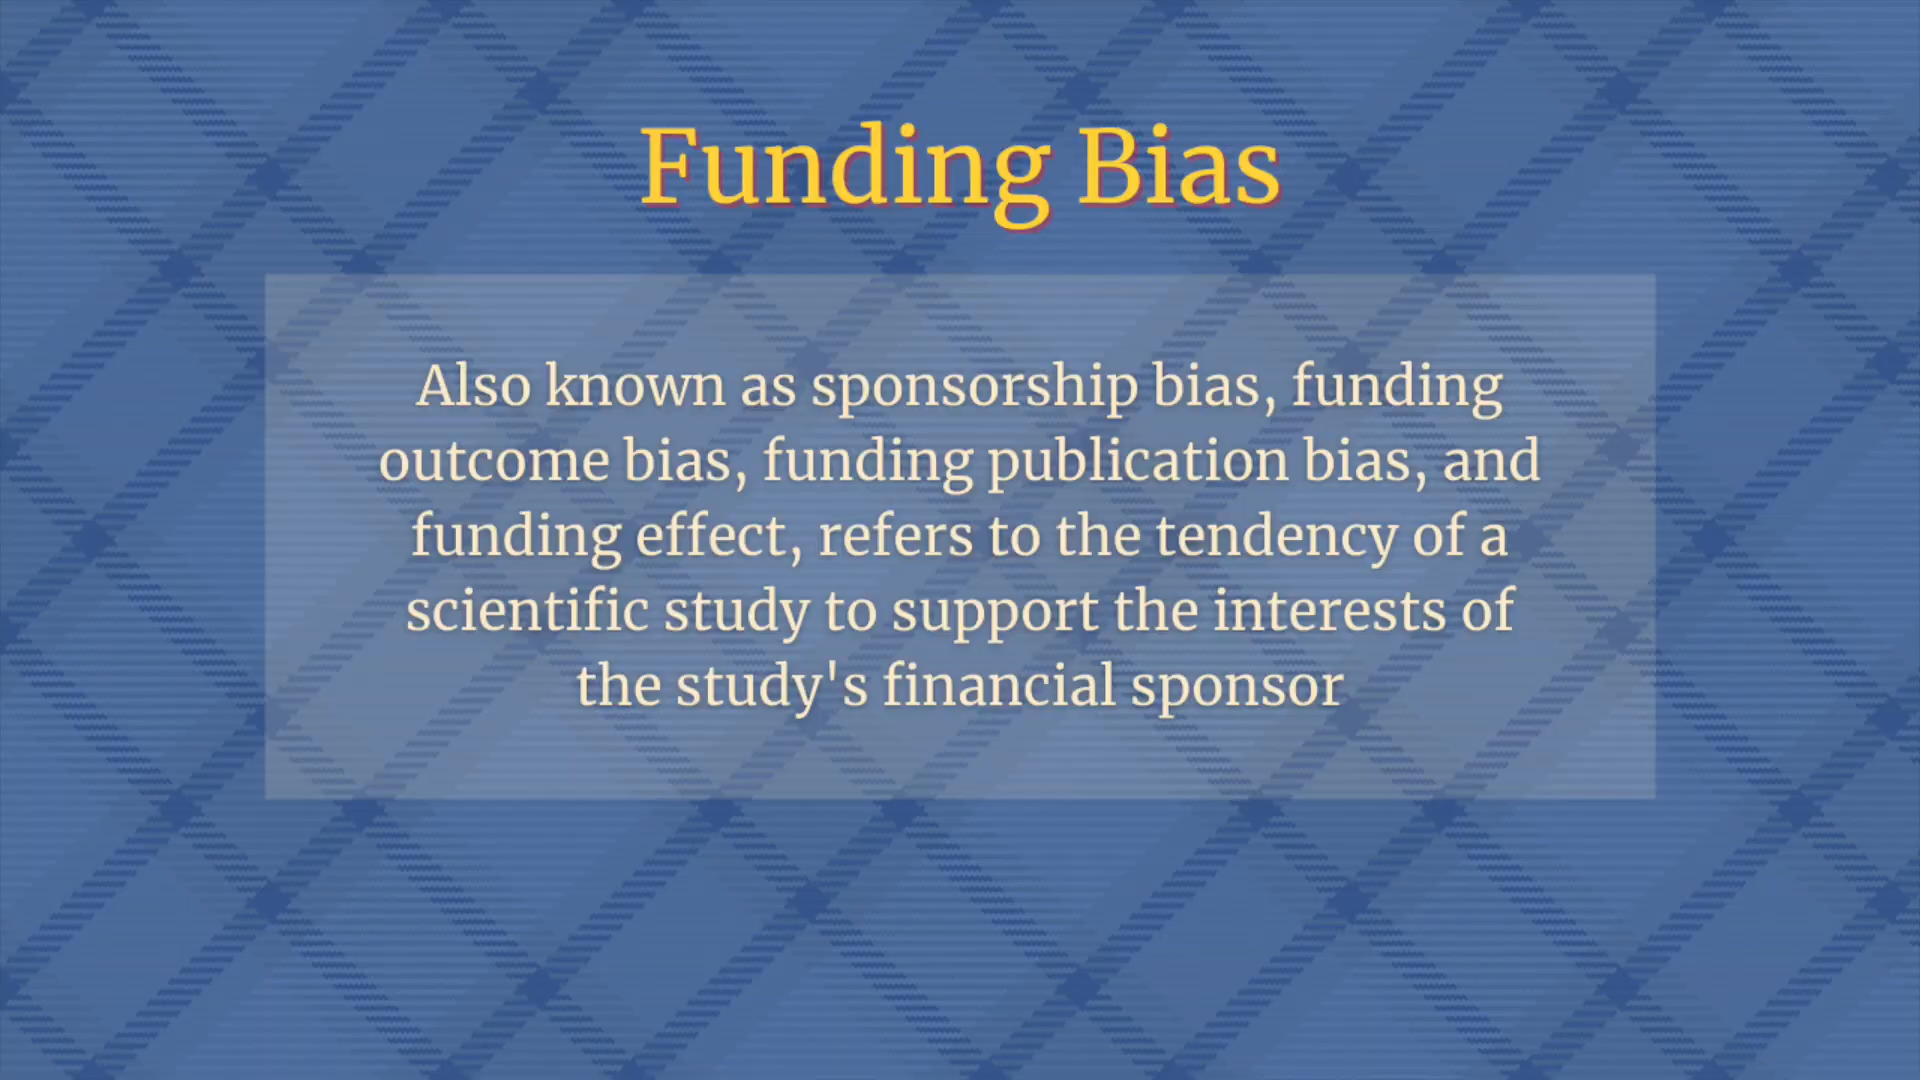 Funding Bias
Also known as sponsorship bias, funding
outcome bias, funding publication bias, and
funding effect, refers to the tendency of a
scientific study to support the interests of
the study's financial sponsor